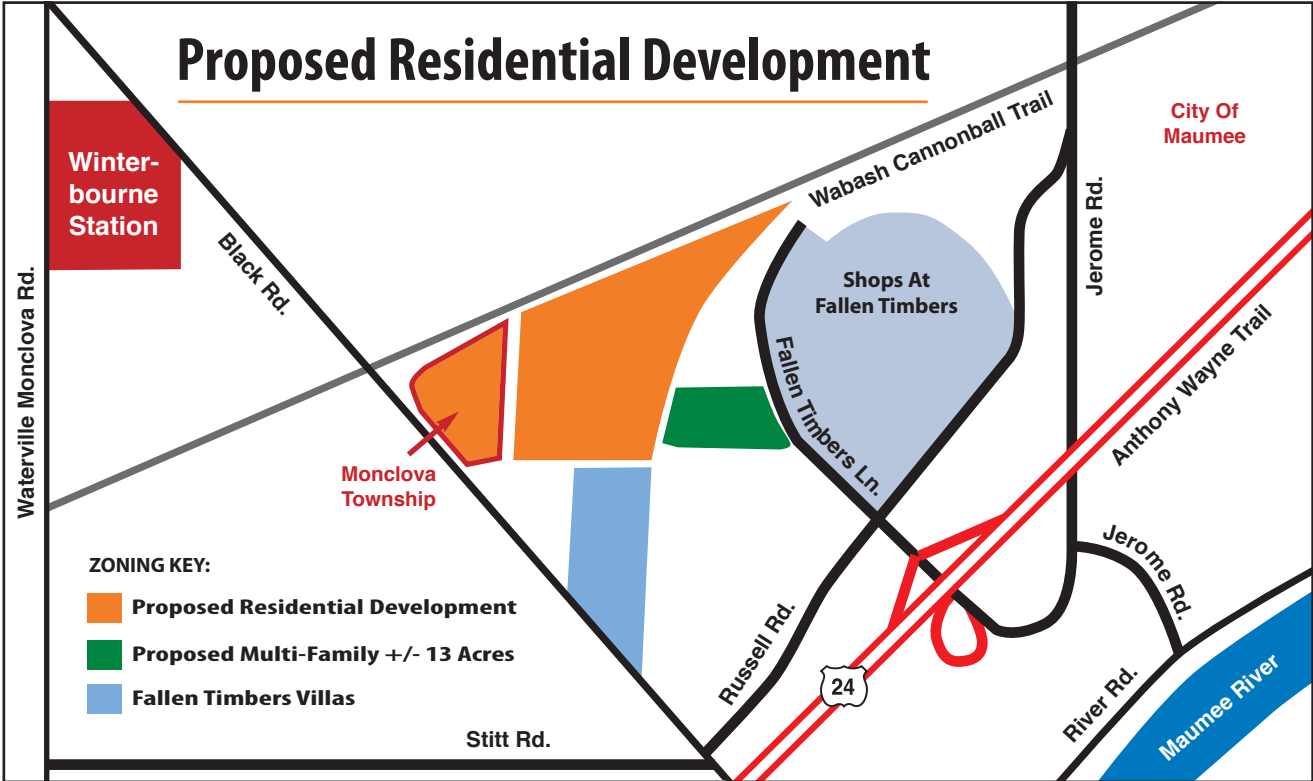 Proposed Residential Development
Wabash Cannonball Trail
City Of
Maumee
Winter-
bourne
Station
Black Rd.
Jerome Rd.
Waterville Monclova Rd.
Shops At
Fallen Timbers
Fallen Timbers Ln.
Anthony Wayne Trail
Monclova
Township
ZONING KEY:
Proposed Residential Development
Proposed Multi-Family +/- 13 Acres
Fallen Timbers Villas
Jerome Rd.
Russell Rd.
24
River Rd.
Maumee River
Stitt Rd.